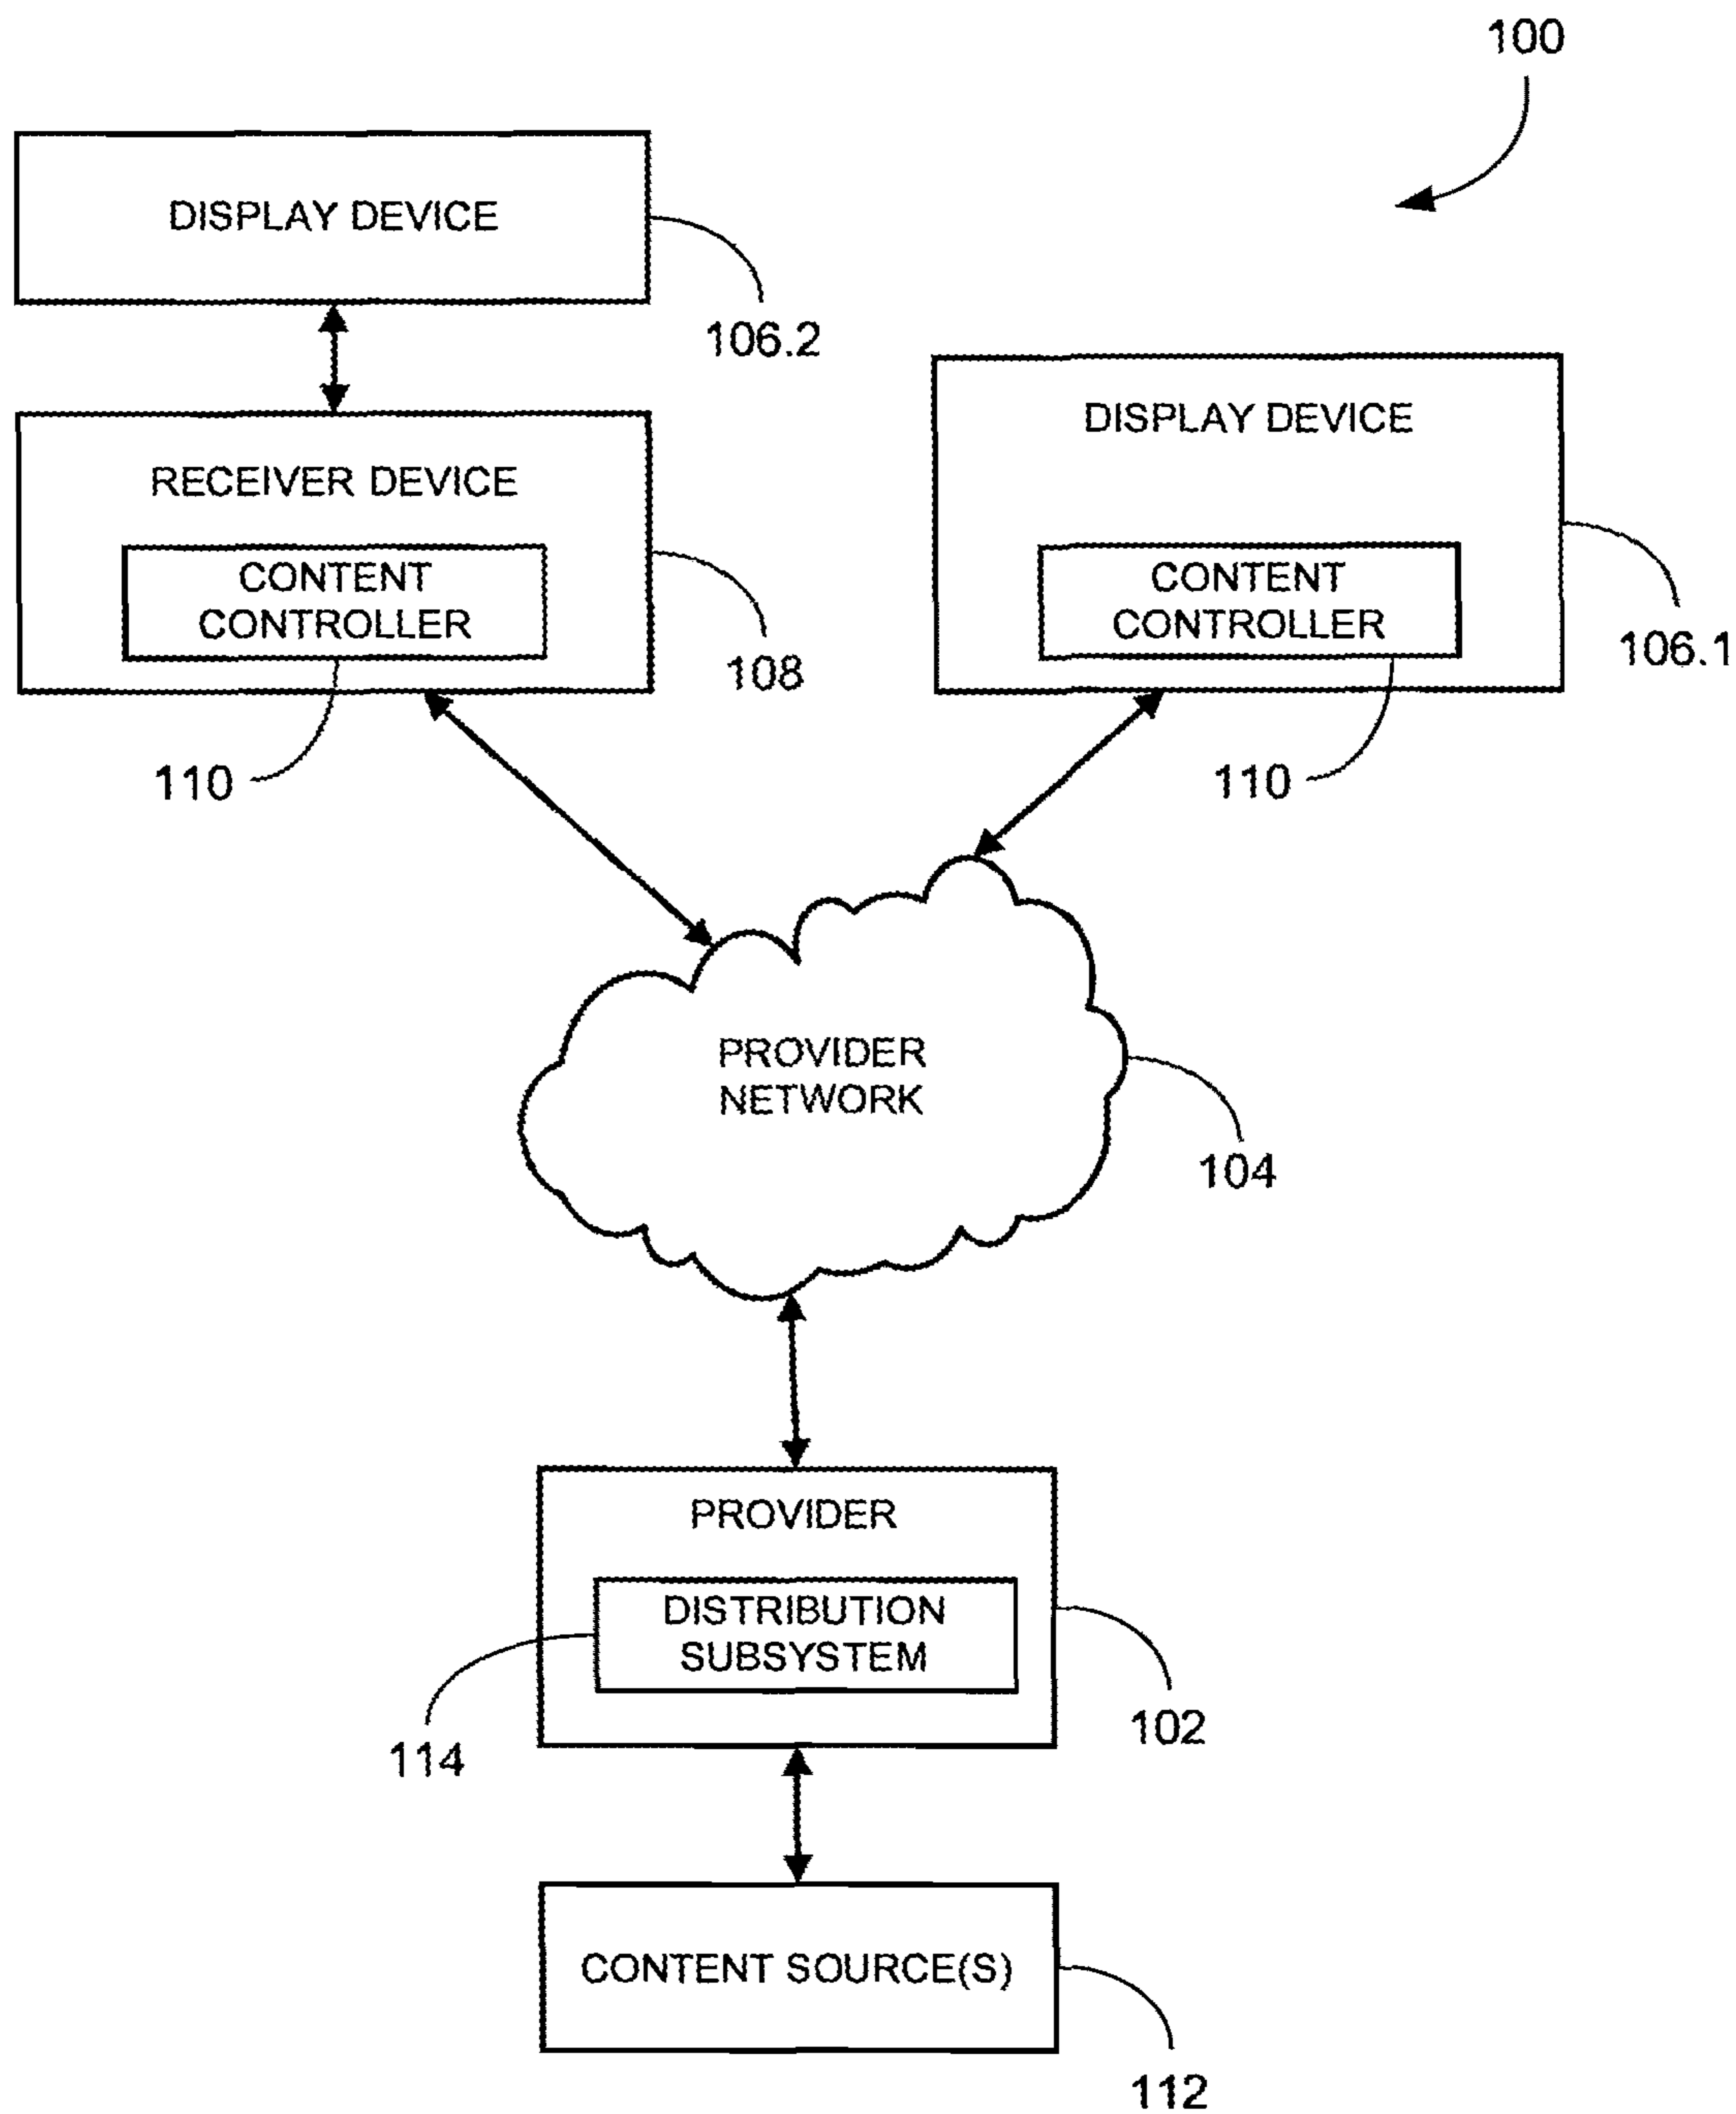 100
DISPLAY DEVICE
106.2
DISPLAY DEVICE
RECEIVER DEVICE
CONTENT
CONTROLLER
CONTENT
CONTROLLER
106.1
108
110
110
PROVIDER
NETWORK
104
PROVIDER
DISTRIBUTION
SUBSYSTEM
102
114
CONTENT SOURCE(S)
112